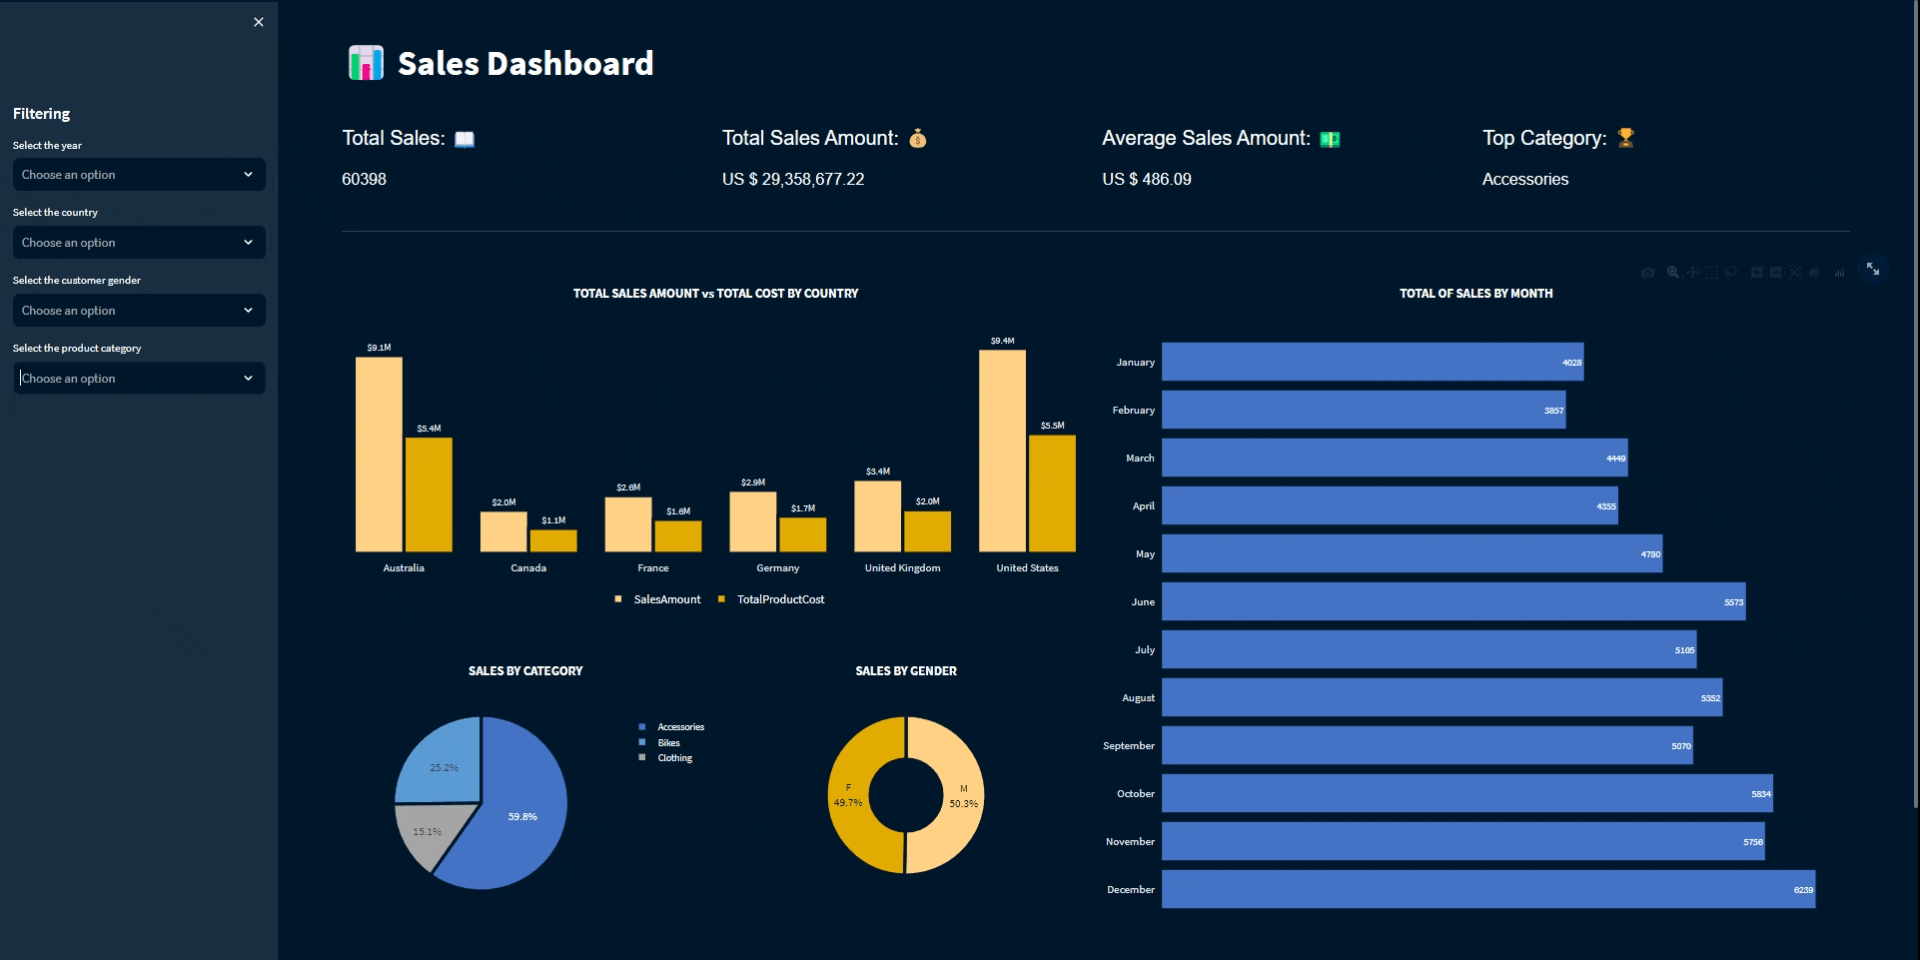 Sales Dashboard
Filtering
Select the year
Choose an option
Select the country
Choose an option
Select the customer gender
Choose an option
Select the product category
Choose an option
Total Sales:
60398
Total Sales Amount:
US $ 29,358,677.22
Average Sales Amount:
US $ 486.09
Top Category:
Accessories
TOTAL SALES AMOUNT vs TOTAL COST BY COUNTRY
$9.1M
$5.4M
$2.0M
$1.1M
$2.6M
$1.6M
$2.9M
$1.7M
$3.4M
$2.0M
$9.4M
$5.5M
Australia
Canada
France
Germany
United Kingdom
United States
SalesAmount
TotalProductCost
SALES BY CATEGORY
25.2%
59.8%
15.1%
Accessories
Bikes
Clothing
SALES BY GENDER
F
49.7%
M
50.3%
TOTAL OF SALES BY MONTH
January 4028
February 3857
March 4449
April 4355
May 4780
June 5573
July 5105
August 5352
September 5070
October 5834
November 5756
December 6239